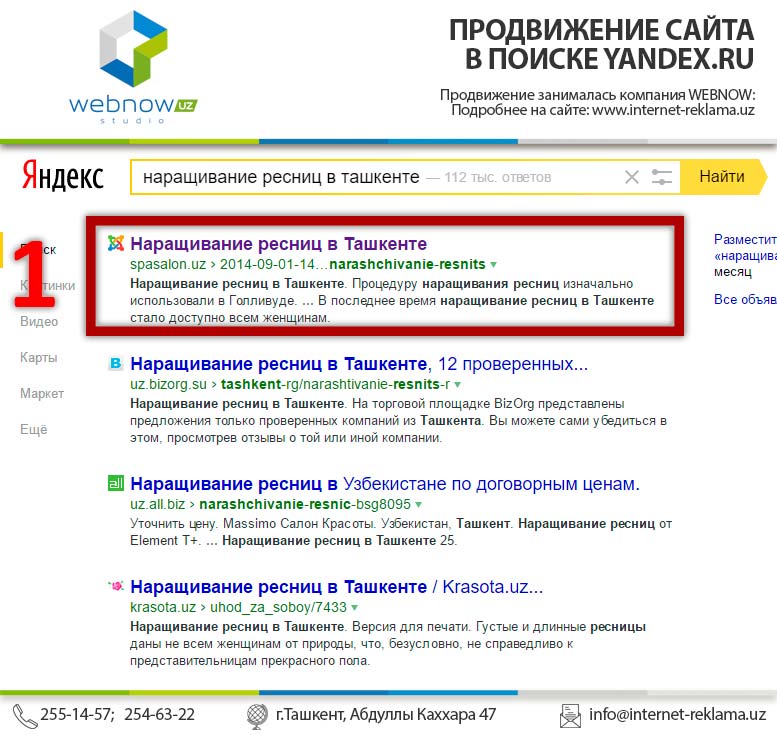 webnow uz
studio
ПРОДВИЖЕНИЕ САЙТА
В ПОИСКЕ YANDEX.RU
Продвижение занималась компания WEBNOW:
Подробнее на сайте: www.internet-reklama.uz
Яндекс
наращивание ресниц в ташкенте — 112 тыс. ответов
Найти
1
Поиск
Картинки
Видео
Карты
Маркет
Ещё
Наращивание ресниц в Ташкенте
spasalon.uz › 2014-09-01-14...narashchivanie-resnits
Наращивание ресниц в Ташкенте. Процедуру наращивания ресниц изначально
использовали в Голливуде. ... В последнее время наращивание ресниц в Ташкенте
стало доступно всем женщинам.
Наращивание ресниц в Ташкенте, 12 проверенных...
uz.bizorg.su › tashkent-rg/narashtivanie-resnits-r
Наращивание ресниц в Ташкенте. На торговой площадке BizOrg представлены
предложения только проверенных компаний из Ташкента. Вы можете сами убедиться в
этом, просмотрев отзывы о той или иной компании.
Наращивание ресниц в Узбекистане по договорным ценам.
all
uz.all.biz › narashchivanie-resnic-bsg8095
Уточнить цену. Massimo Салон Красоты. Узбекистан, Ташкент. Наращивание ресниц от
Element T+. ... Наращивание ресниц в Ташкенте 25.
Наращивание ресниц в Ташкенте / Krasota.uz...
krasota.uz › uhod_za_soboy/7433
Наращивание ресниц в Ташкенте. Версия для печати. Густые и длинные ресницы
даны не всем женщинам от природы, что, безусловно, не справедливо к
представительницам прекрасного пола.
Разместит
«наращива
месяц
Все объяв
255-14-57; 254-63-22
г.Ташкент, Абдуллы Каххара 47
info@internet-reklama.uz